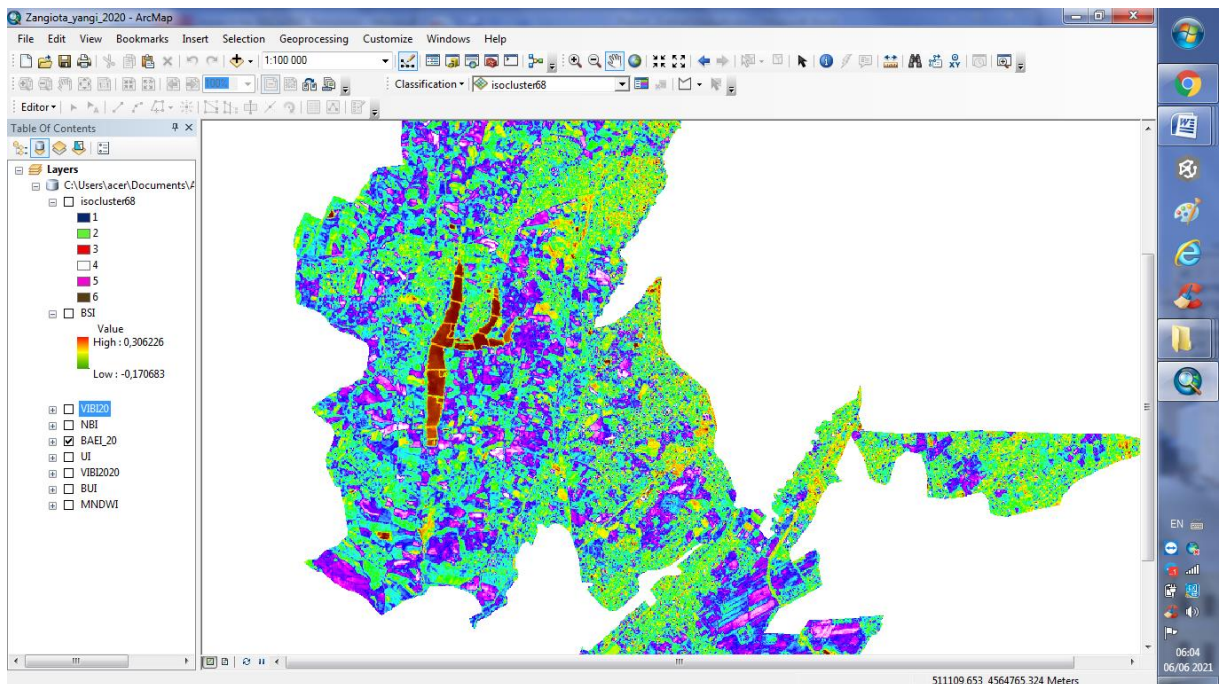 Zangiota_yangi_2020 - ArcMap
File Edit View Bookmarks Insert Selection Geoprocessing Customize Windows Help
1:100 000
100%
Classification isocluster68
Editor
Table Of Contents
Layers
C:\Users\acer\Documents\A
isocluster68
1
2
3
4
5
6
BSI
Value
High : 0,306226
Low : -0,170683
VIBI20
NBI
BAEI_20
UI
VIBI2020
BUI
MNDWI
EN
06:04
06/06 2021
511109,653 4564765,324 Meters